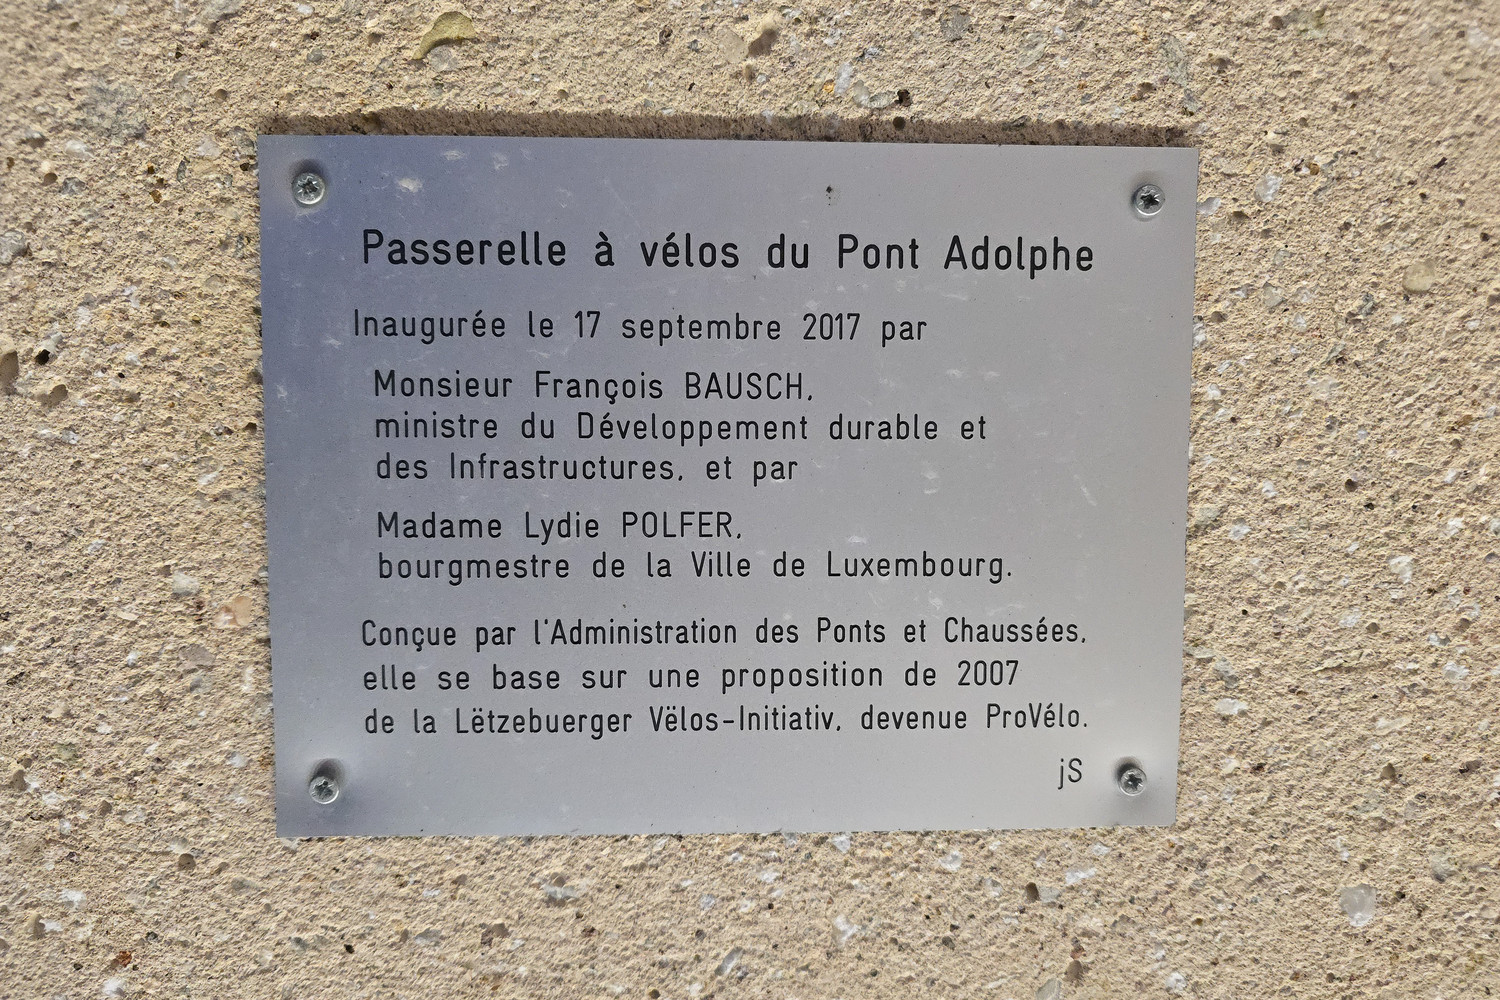 Passerelle à vélos du Pont Adolphe
Inaugurée le 17 septembre 2017 par
Monsieur François BAUSCH,
ministre du Développement durable et
des Infrastructures, et par
Madame Lydie POLFER,
bourgmestre de la Ville de Luxembourg.
Conçue par l'Administration des Ponts et Chaussées,
elle se base sur une proposition de 2007
de la Lëtzebuerger Vëlos-Initiativ, devenue ProVélo.
jS